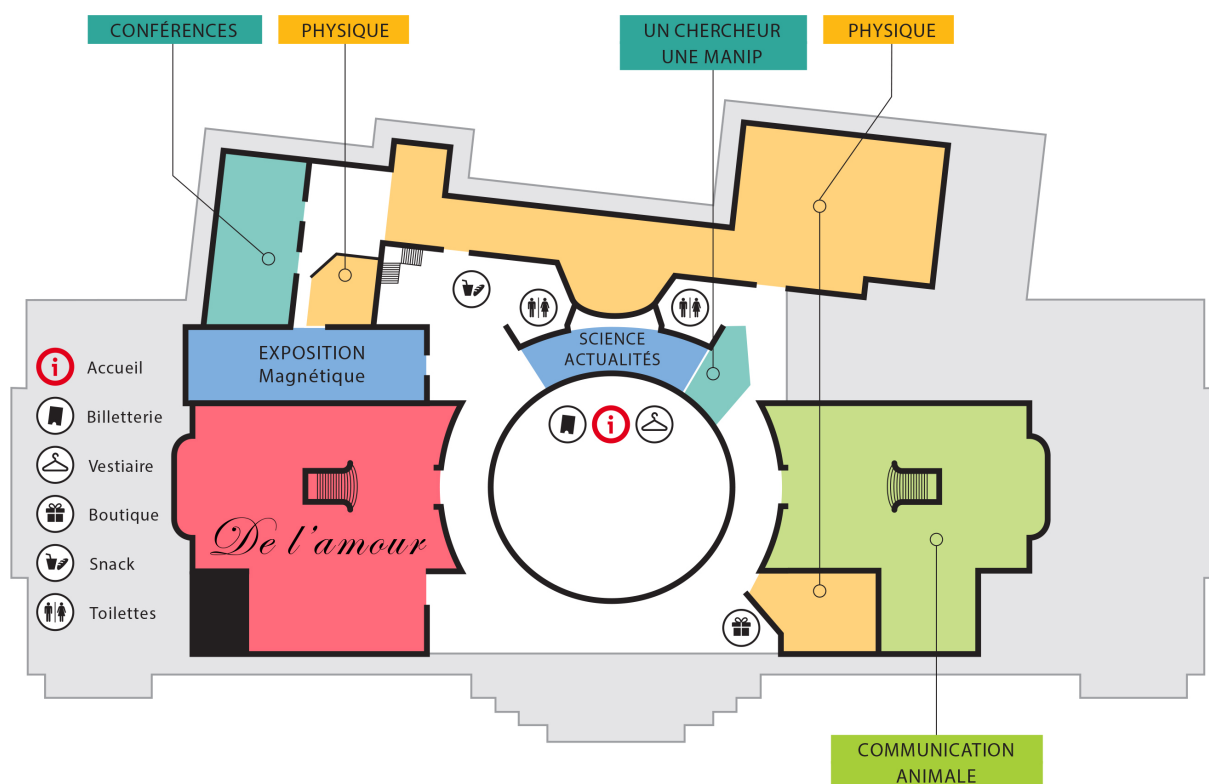 CONFÉRENCES
PHYSIQUE
UN CHERCHEUR
UNE MANIP
PHYSIQUE
EXPOSITION
Magnétique
SCIENCE
ACTUALITÉS
i
Accueil
Billetterie
Vestiaire
Boutique
Snack
Toilettes
i
De l'amour
COMMUNICATION
ANIMALE